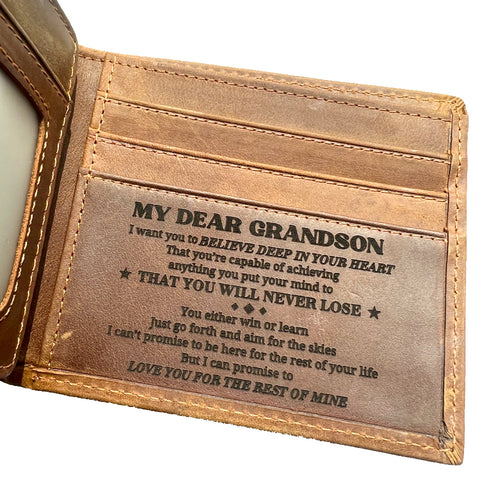 MY DEAR GRANDSON
I want you to BELIEVE DEEP IN YOUR HEART
That you're capable of achieving
anything you put your mind to
★ THAT YOU WILL NEVER LOSE ★
You either win or learn
Just go forth and aim for the skies
I can't promise to be here for the rest of your life
But I can promise to
LOVE YOU FOR THE REST OF MINE